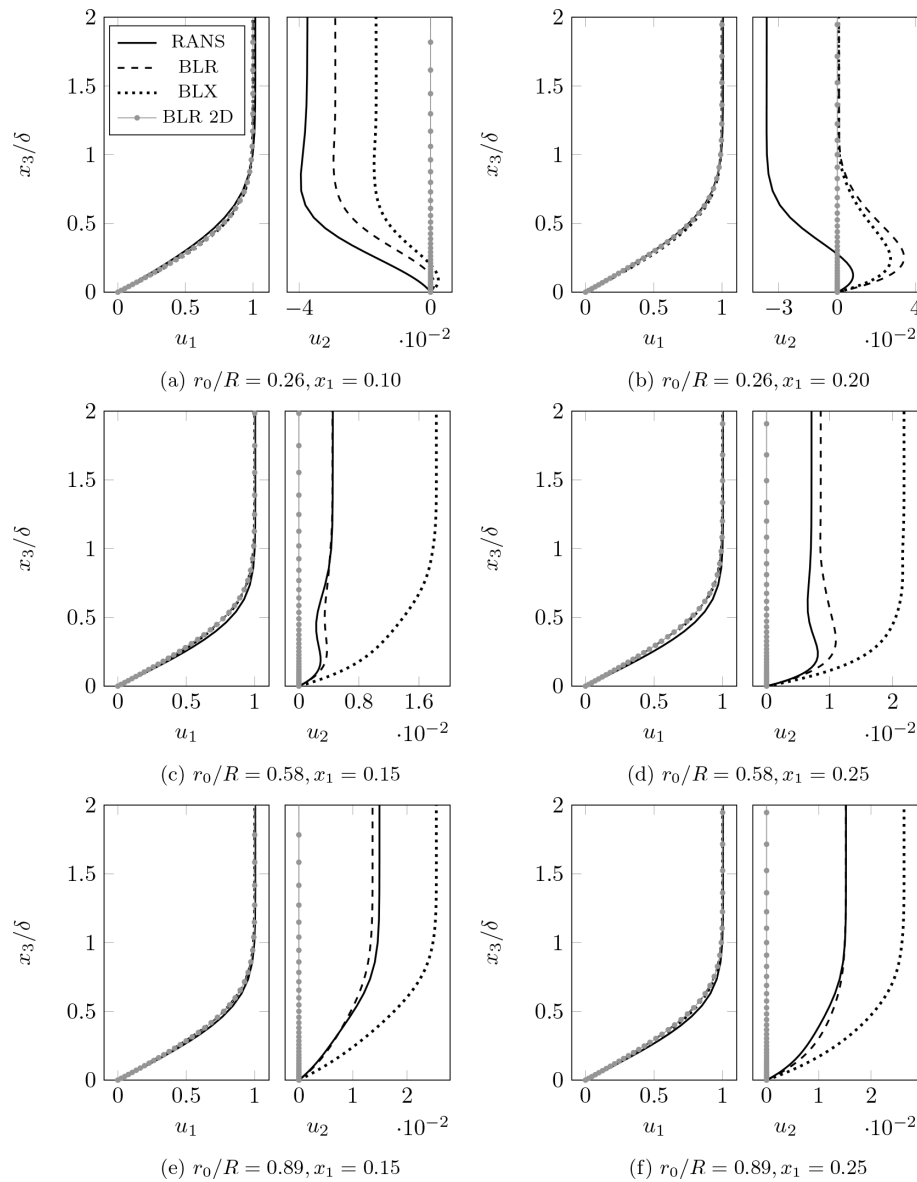 2
1.5
1
0.5
0
x₃/δ
RANS
BLR
BLX
BLR 2D
0 0.5 1
u₁
−4 0
u₂
·10⁻²
(a) r₀/R = 0.26, x₁ = 0.10
2
1.5
1
0.5
0
x₃/δ
0 0.5 1
u₁
−3 0 4
u₂
·10⁻²
(b) r₀/R = 0.26, x₁ = 0.20
2
1.5
1
0.5
0
x₃/δ
0 0.5 1
u₁
0 0.8 1.6
u₂
·10⁻²
(c) r₀/R = 0.58, x₁ = 0.15
2
1.5
1
0.5
0
x₃/δ
0 0.5 1
u₁
0 1 2
u₂
·10⁻²
(d) r₀/R = 0.58, x₁ = 0.25
2
1.5
1
0.5
0
x₃/δ
0 0.5 1
u₁
0 1 2
u₂
·10⁻²
(e) r₀/R = 0.89, x₁ = 0.15
2
1.5
1
0.5
0
x₃/δ
0 0.5 1
u₁
0 1 2
u₂
·10⁻²
(f) r₀/R = 0.89, x₁ = 0.25